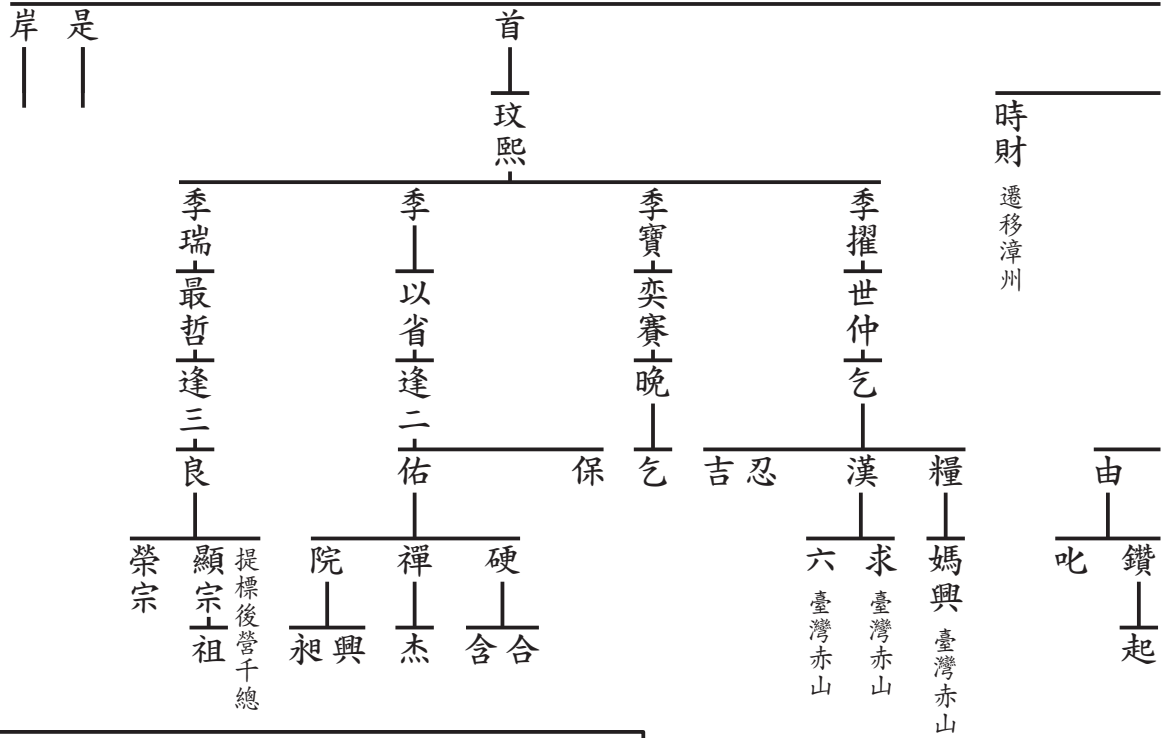 首
是
岸
玟熙
時財 遷移漳州
季擢
季寶
季
季瑞
世仲
奕賽
以省
最哲
乞
晚
逢二
逢三
由
糧
漢
忍
吉
乞
保
佑
良
鑽
叱
媽興 臺灣赤山
求 臺灣赤山
六 臺灣赤山
硬
禪
院
顯宗 提標後營千總
榮宗
起
合
含
杰
興
昶
祖